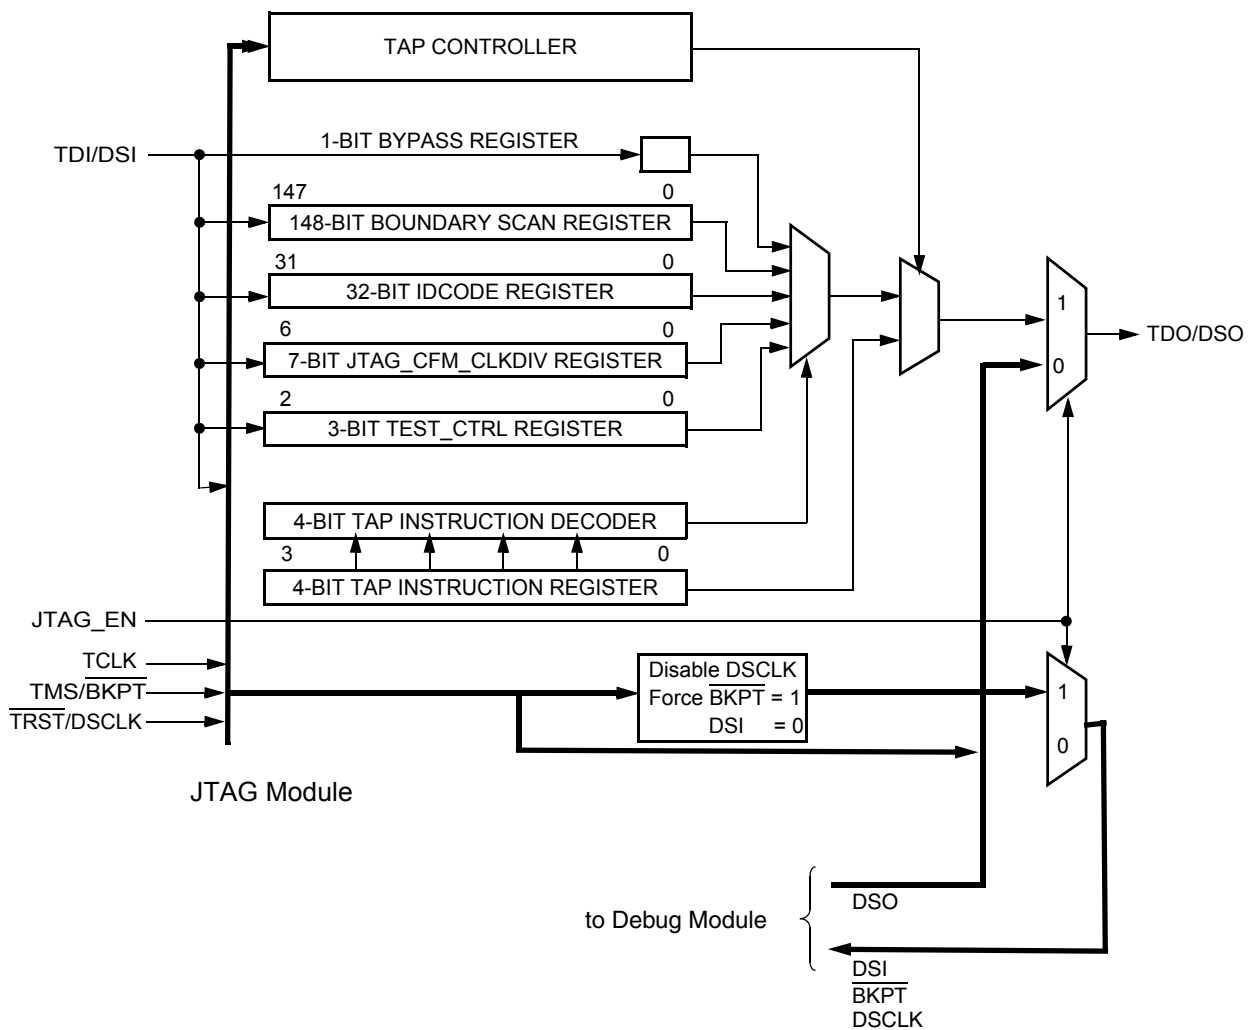 TAP CONTROLLER
1-BIT BYPASS REGISTER
TDI/DSI
147 0
148-BIT BOUNDARY SCAN REGISTER
31 0
32-BIT IDCODE REGISTER
6 0
7-BIT JTAG_CFM_CLKDIV REGISTER
2 0
3-BIT TEST_CTRL REGISTER
1
0
TDO/DSO
4-BIT TAP INSTRUCTION DECODER
3 0
4-BIT TAP INSTRUCTION REGISTER
JTAG_EN
TCLK
TMS/BKPT
TRST/DSCLK
Disable DSCLK
Force BKPT = 1
DSI = 0
1
0
JTAG Module
to Debug Module
DSO
DSI
BKPT
DSCLK